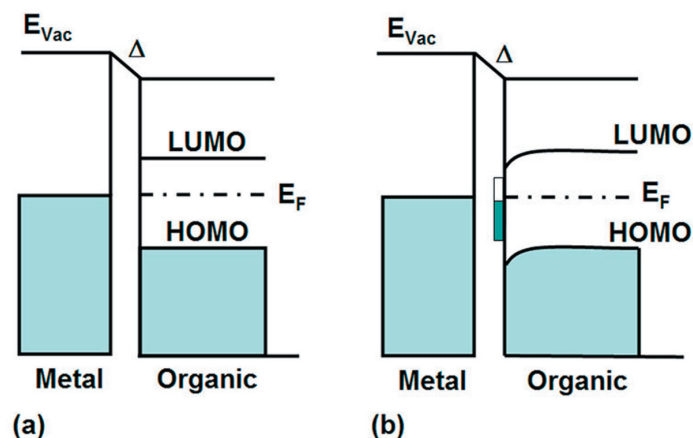 E_Vac
Δ
LUMO
E_F
HOMO
Metal Organic
(a)
E_Vac
Δ
LUMO
E_F
HOMO
Metal Organic
(b)